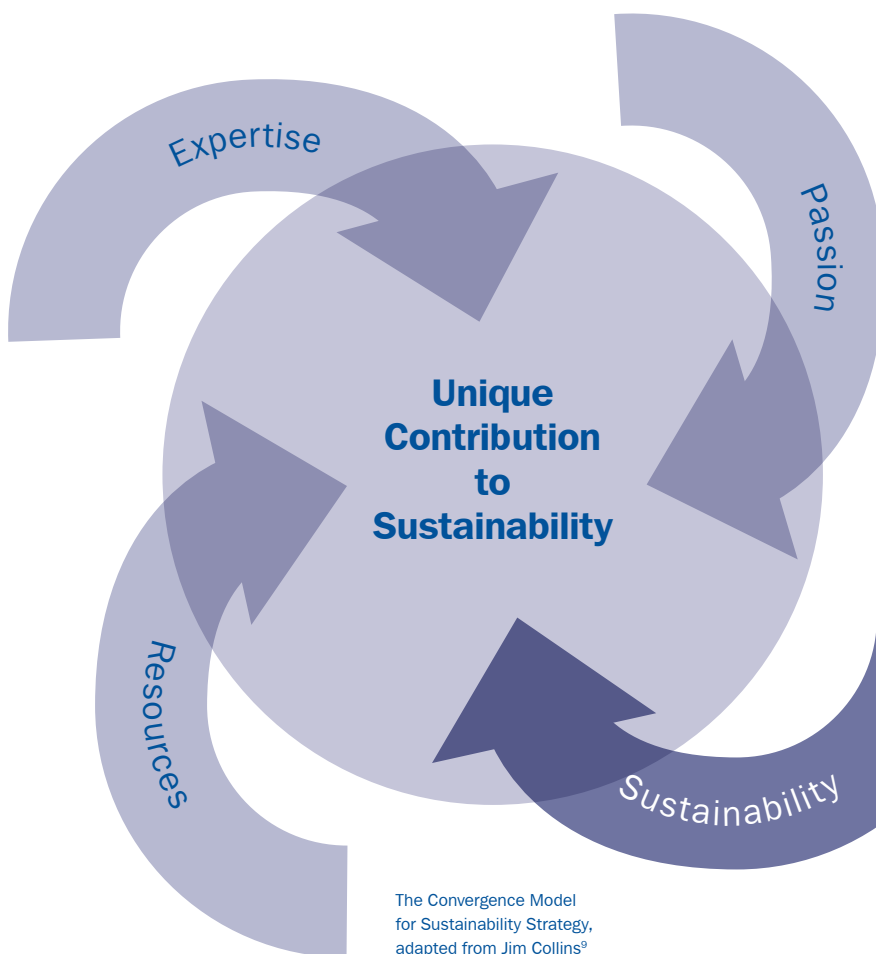 Expertise
Passion
Unique
Contribution
to
Sustainability
Resources
Sustainability
The Convergence Model
for Sustainability Strategy,
adapted from Jim Collins⁹